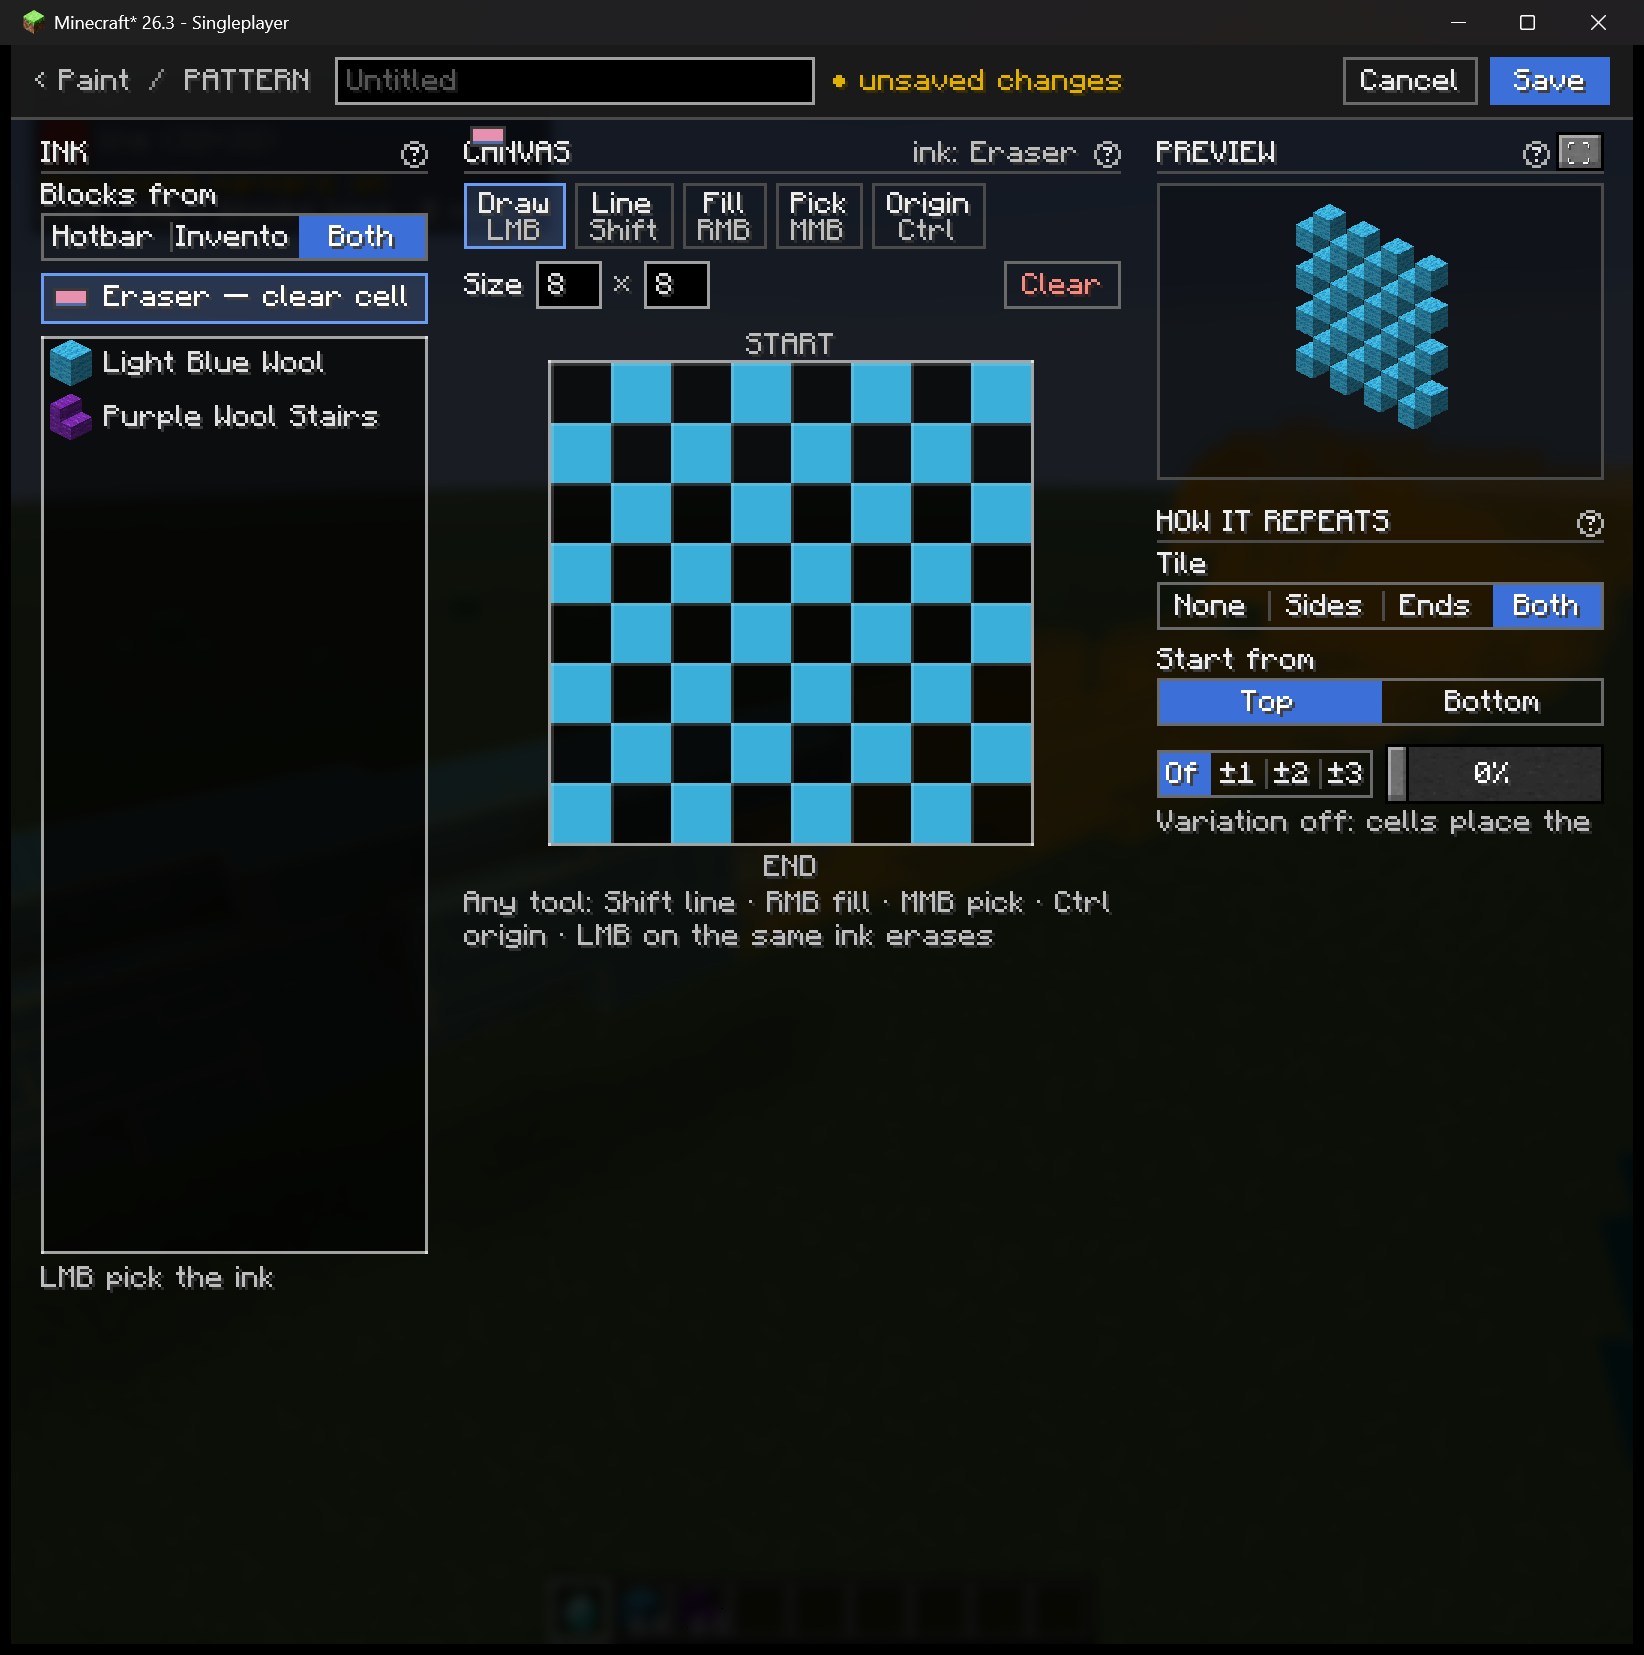 Minecraft* 26.3 - Singleplayer
‹ Paint / PATTERN
Untitled
• unsaved changes
Cancel
Save
INK
Blocks from
Hotbar
Invento
Both
Eraser — clear cell
Light Blue Wool
Purple Wool Stairs
LMB pick the ink
CANVAS
ink: Eraser
Draw
LMB
Line
Shift
Fill
RMB
Pick
MMB
Origin
Ctrl
Size 8 × 8
Clear
START
END
Any tool: Shift line · RMB fill · MMB pick · Ctrl
origin · LMB on the same ink erases
PREVIEW
HOW IT REPEATS
Tile
None
Sides
Ends
Both
Start from
Top
Bottom
Of
±1
±2
±3
0%
Variation off: cells place the